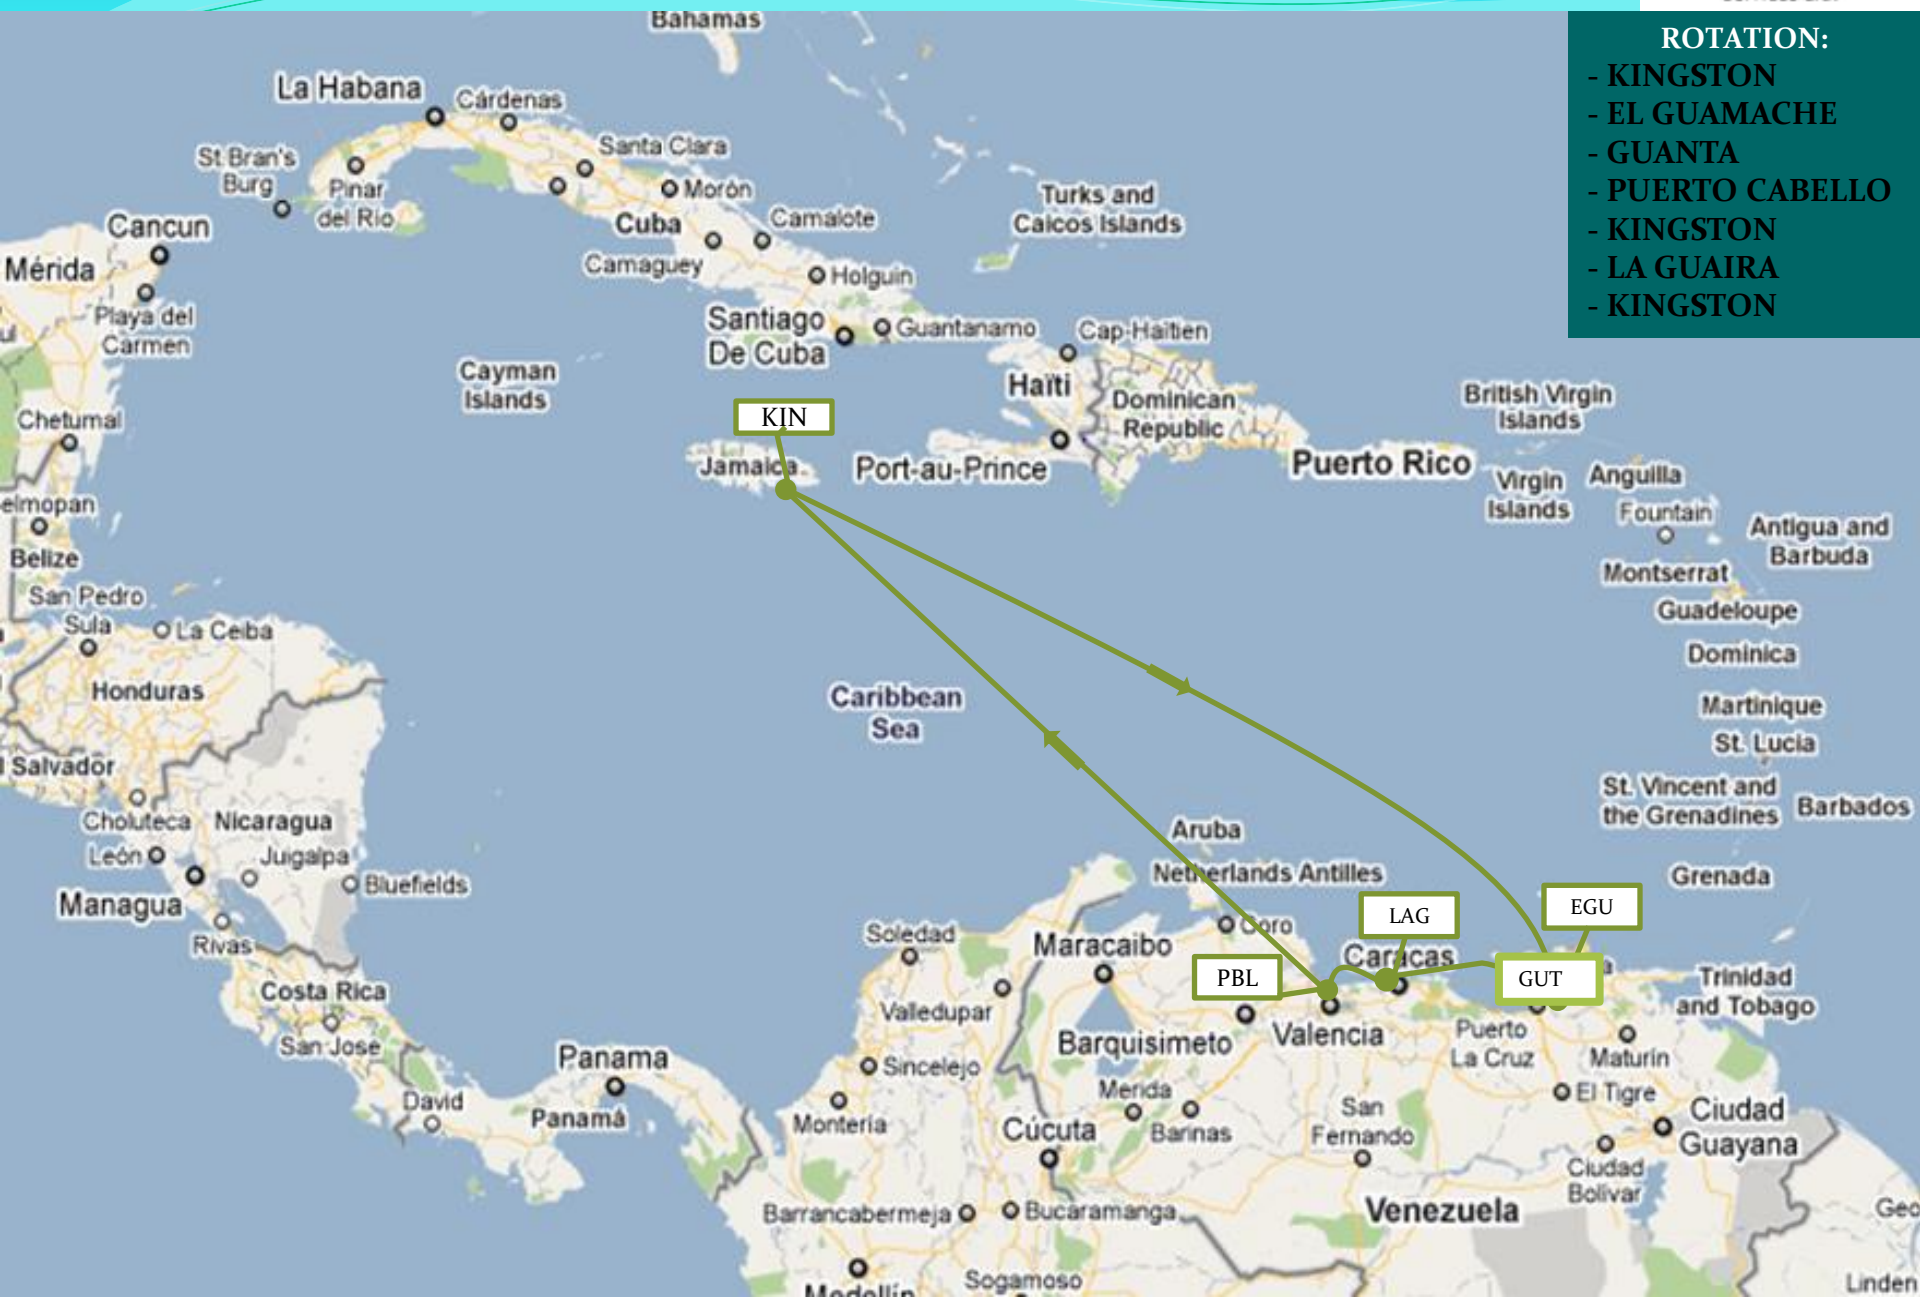 Bahamas
ROTATION:
- KINGSTON
- EL GUAMACHE
- GUANTA
- PUERTO CABELLO
- KINGSTON
- LA GUAIRA
- KINGSTON
La Habana
Cárdenas
St Bran's
Burg
Pinar
del Rio
Santa Clara
Morón
Cuba
Camalote
Camaguey
Holguin
Turks and
Caicos Islands
Cancun
Mérida
Playa del
Carmen
Santiago
De Cuba
Guantanamo
Cap-Haïtien
Cayman
Islands
Haïti
Dominican
Republic
British Virgin
Islands
Chetumal
KIN
Jamaica
Port-au-Prince
Puerto Rico
Virgin
Islands
Anguilla
Fountain
Antigua and
Barbuda
elmopan
Belize
Montserrat
San Pedro
Sula
La Ceiba
Guadeloupe
Dominica
Honduras
Caribbean
Sea
Martinique
St. Lucia
Salvador
St. Vincent and
the Grenadines
Barbados
Choluteca
Nicaragua
Aruba
León
Juigalpa
Bluefields
Netherlands Antilles
Grenada
Managua
Rivas
LAG
EGU
Soledad
Maracaibo
Coro
Caracas
PBL
GUT
Trinidad
and Tobago
Costa Rica
Valledupar
San Jose
Barquisimeto
Valencia
Puerto
La Cruz
Maturín
Panama
Sincelejo
David
Panamá
Montería
Merida
Barinas
El Tigre
San
Fernando
Ciudad
Guayana
Cúcuta
Ciudad
Bolivar
Barrancabermeja
Bucaramanga
Venezuela
Geo
Medellín
Sogamoso
Linden